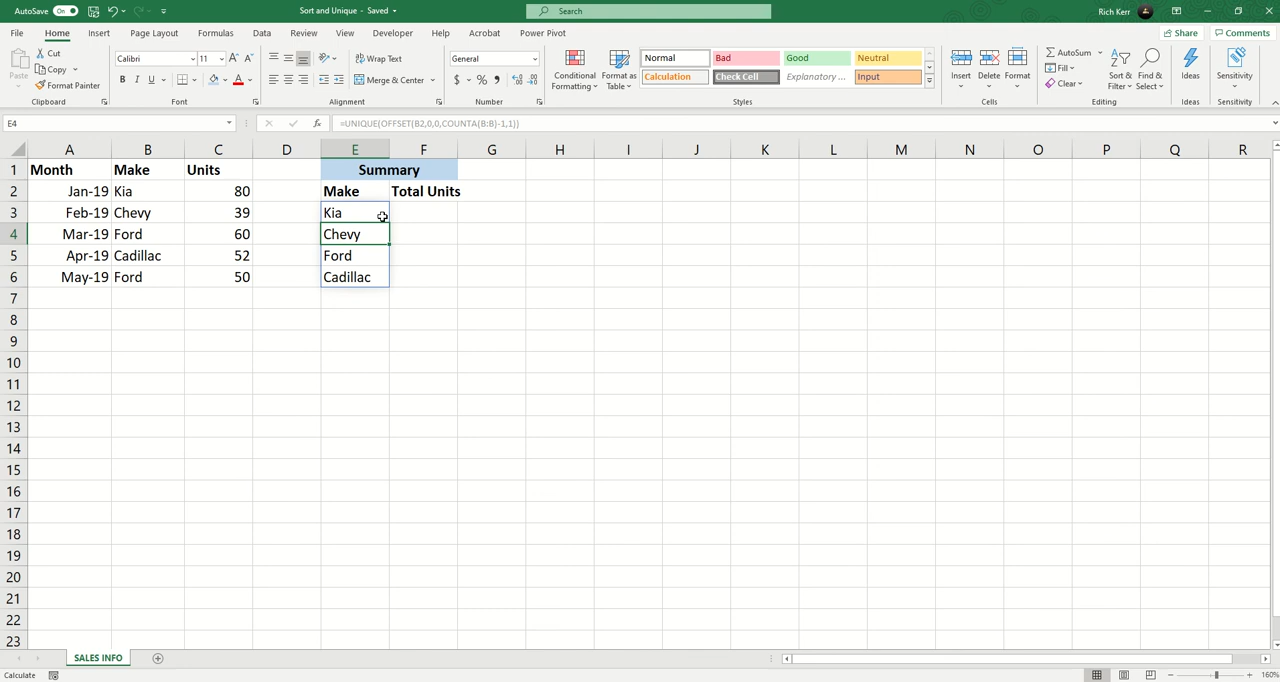 AutoSave On Sort and Unique - Saved Search Rich Kerr
File Home Insert Page Layout Formulas Data Review View Developer Help Acrobat Power Pivot Share Comments
Paste Cut Copy Format Painter Clipboard
Calibri 11 A A B I U A Font
Wrap Text Merge & Center Alignment
General $ % , Number
Conditional Formatting Format as Table
Normal Bad Good Neutral
Calculation Check Cell Explanatory ... Input
Styles
Insert Delete Format Cells
AutoSum Fill Clear Sort & Filter Find & Select Editing
Ideas Ideas
Sensitivity Sensitivity
E4 fx =UNIQUE(OFFSET(B2,0,0,COUNTA(B:B)-1,1))
A B C D E F G H I J K L M N O P Q R
1 Month Make Units Summary
2 Jan-19 Kia 80 Make Total Units
3 Feb-19 Chevy 39 Kia
4 Mar-19 Ford 60 Chevy
5 Apr-19 Cadillac 52 Ford
6 May-19 Ford 50 Cadillac
7
8
9
10
11
12
13
14
15
16
17
18
19
20
21
22
23
SALES INFO
Calculate 160%